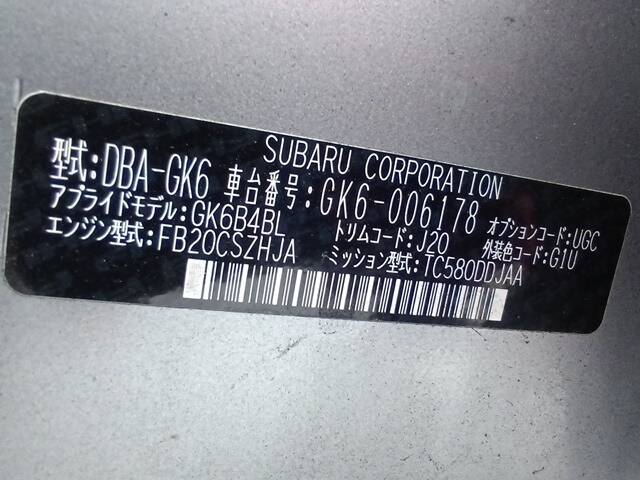 SUBARU CORPORATION
型式:DBA-GK6 車台番号:GK6-006178 オプションコード:UGC
アプライドモデル:GK6B4BL トリムコード:J20 外装色コード:G1U
エンジン型式:FB20CSZHJA ミッション型式:TC580DDJAA